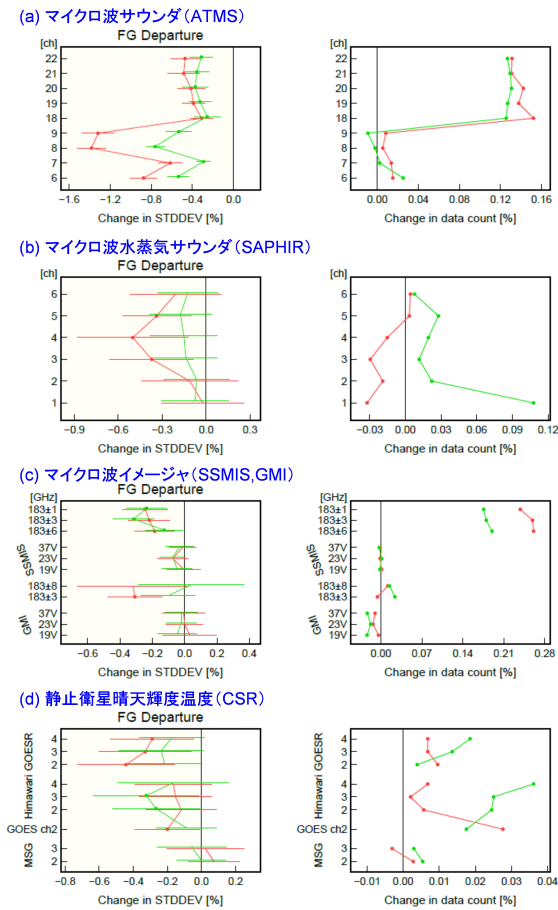 (a) マイクロ波サウンダ(ATMS)
FG Departure
[ch] [ch]
22 22
21 21
20 20
19 19
18 18
9 9
8 8
7 7
6 6
−1.6 −1.2 −0.8 −0.4 0.0 0.00 0.04 0.08 0.12 0.16
Change in STDDEV [%] Change in data count [%]
(b) マイクロ波水蒸気サウンダ(SAPHIR)
FG Departure
[ch] [ch]
6 6
5 5
4 4
3 3
2 2
1 1
−0.9 −0.6 −0.3 −0.0 0.3 −0.03 0.00 0.03 0.06 0.09 0.12
Change in STDDEV [%] Change in data count [%]
(c) マイクロ波イメージャ(SSMIS,GMI)
FG Departure
[GHz] [GHz]
183±1 183±1
183±3 183±3
183±6 183±6
SSMIS SSMIS
37V 37V
23V 23V
19V 19V
183±8 183±8
183±3 183±3
GMI GMI
37V 37V
23V 23V
19V 19V
−0.6 −0.4 −0.2 0.0 0.2 0.4 0.00 0.07 0.14 0.21 0.28
Change in STDDEV [%] Change in data count [%]
(d) 静止衛星晴天輝度温度(CSR)
FG Departure
GOESR 4 GOESR 4
3 3
2 2
Himawari 4 Himawari 4
3 3
2 2
GOES ch2 GOES ch2
MSG 3 MSG 3
2 2
−0.8 −0.6 −0.4 −0.2 0.0 0.2 −0.01 0.00 0.01 0.02 0.03 0.04
Change in STDDEV [%] Change in data count [%]